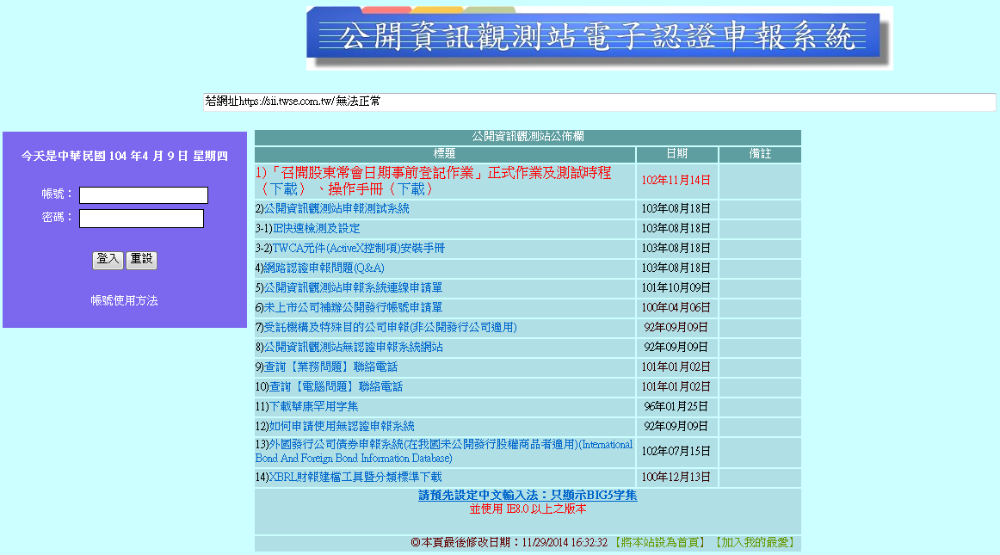 公開資訊觀測站電子認證申報系統
若網址https://sii.twse.com.tw/無法正常
今天是中華民國 104 年4 月 9 日 星期四
帳號：
密碼：
登入 重設
帳號使用方法
公開資訊觀測站公佈欄
標題 日期 備註
1)「召開股東常會日期事前登記作業」正式作業及測試時程
（下載） 、操作手冊（下載） 102年11月14日
2)公開資訊觀測站申報測試系統 103年08月18日
3-1)IE快速檢測及設定 103年08月18日
3-2)TWCA元件(ActiveX控制項)安裝手冊 103年08月18日
4)網路認證申報問題(Q&A) 103年08月18日
5)公開資訊觀測站申報系統連線申請單 101年10月09日
6)未上市公司補辦公開發行帳號申請單 100年04月06日
7)受託機構及特殊目的公司申報(非公開發行公司適用) 92年09月09日
8)公開資訊觀測站無認證申報系統網站 92年09月09日
9)查詢【業務問題】聯絡電話 101年01月02日
10)查詢【電腦問題】聯絡電話 101年01月02日
11)下載華康罕用字集 96年01月25日
12)如何申請使用無認證申報系統 92年09月09日
13)外國發行公司債券申報系統(在我國未公開發行股權商品者適用)(International
Bond And Foreign Bond Information Database) 102年07月15日
14)XBRL財報建檔工具暨分類標準下載 100年12月13日
請預先設定中文輸入法：只顯示BIG5字集
並使用 IE8.0 以上之版本
◎本頁最後修改日期：11/29/2014 16:32:32 【將本站設為首頁】 【加入我的最愛】